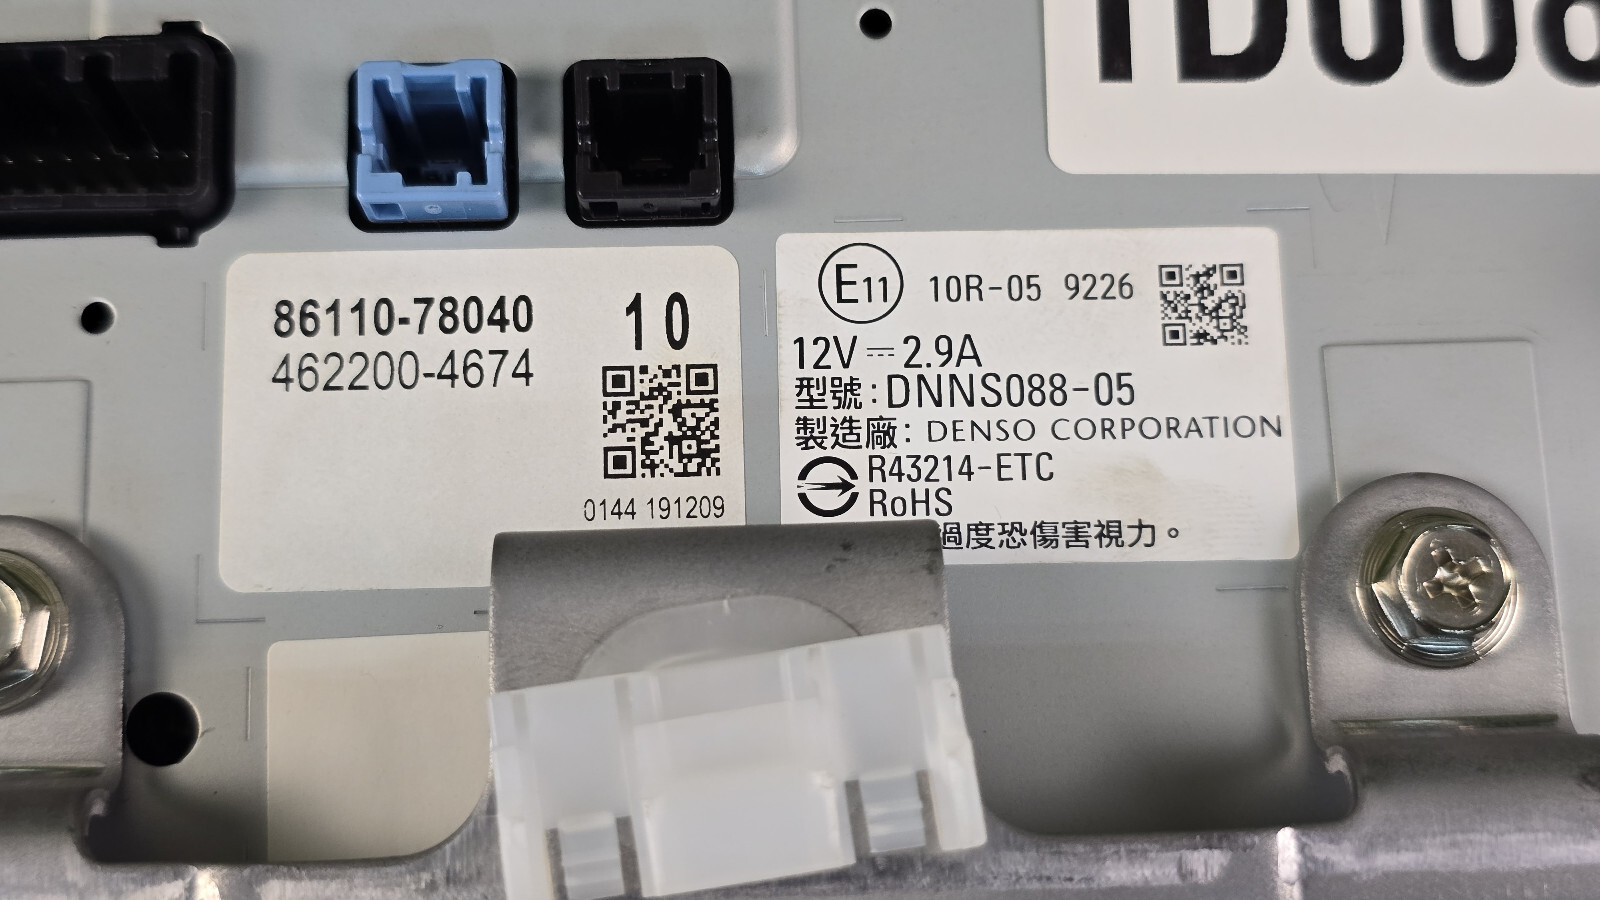 TD008
86110-78040
462200-4674
10
0144 191209
E11 10R-05 9226
12V ⎓ 2.9A
型號:DNNS088-05
製造廠: DENSO CORPORATION
R43214-ETC
RoHS
過度恐傷害視力。